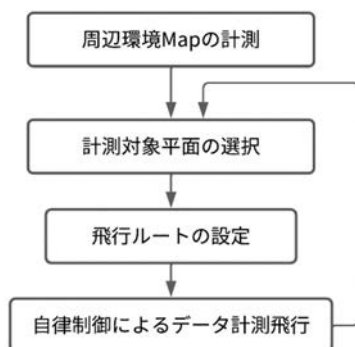 周辺環境Mapの計測
計測対象平面の選択
飛行ルートの設定
自律制御によるデータ計測飛行